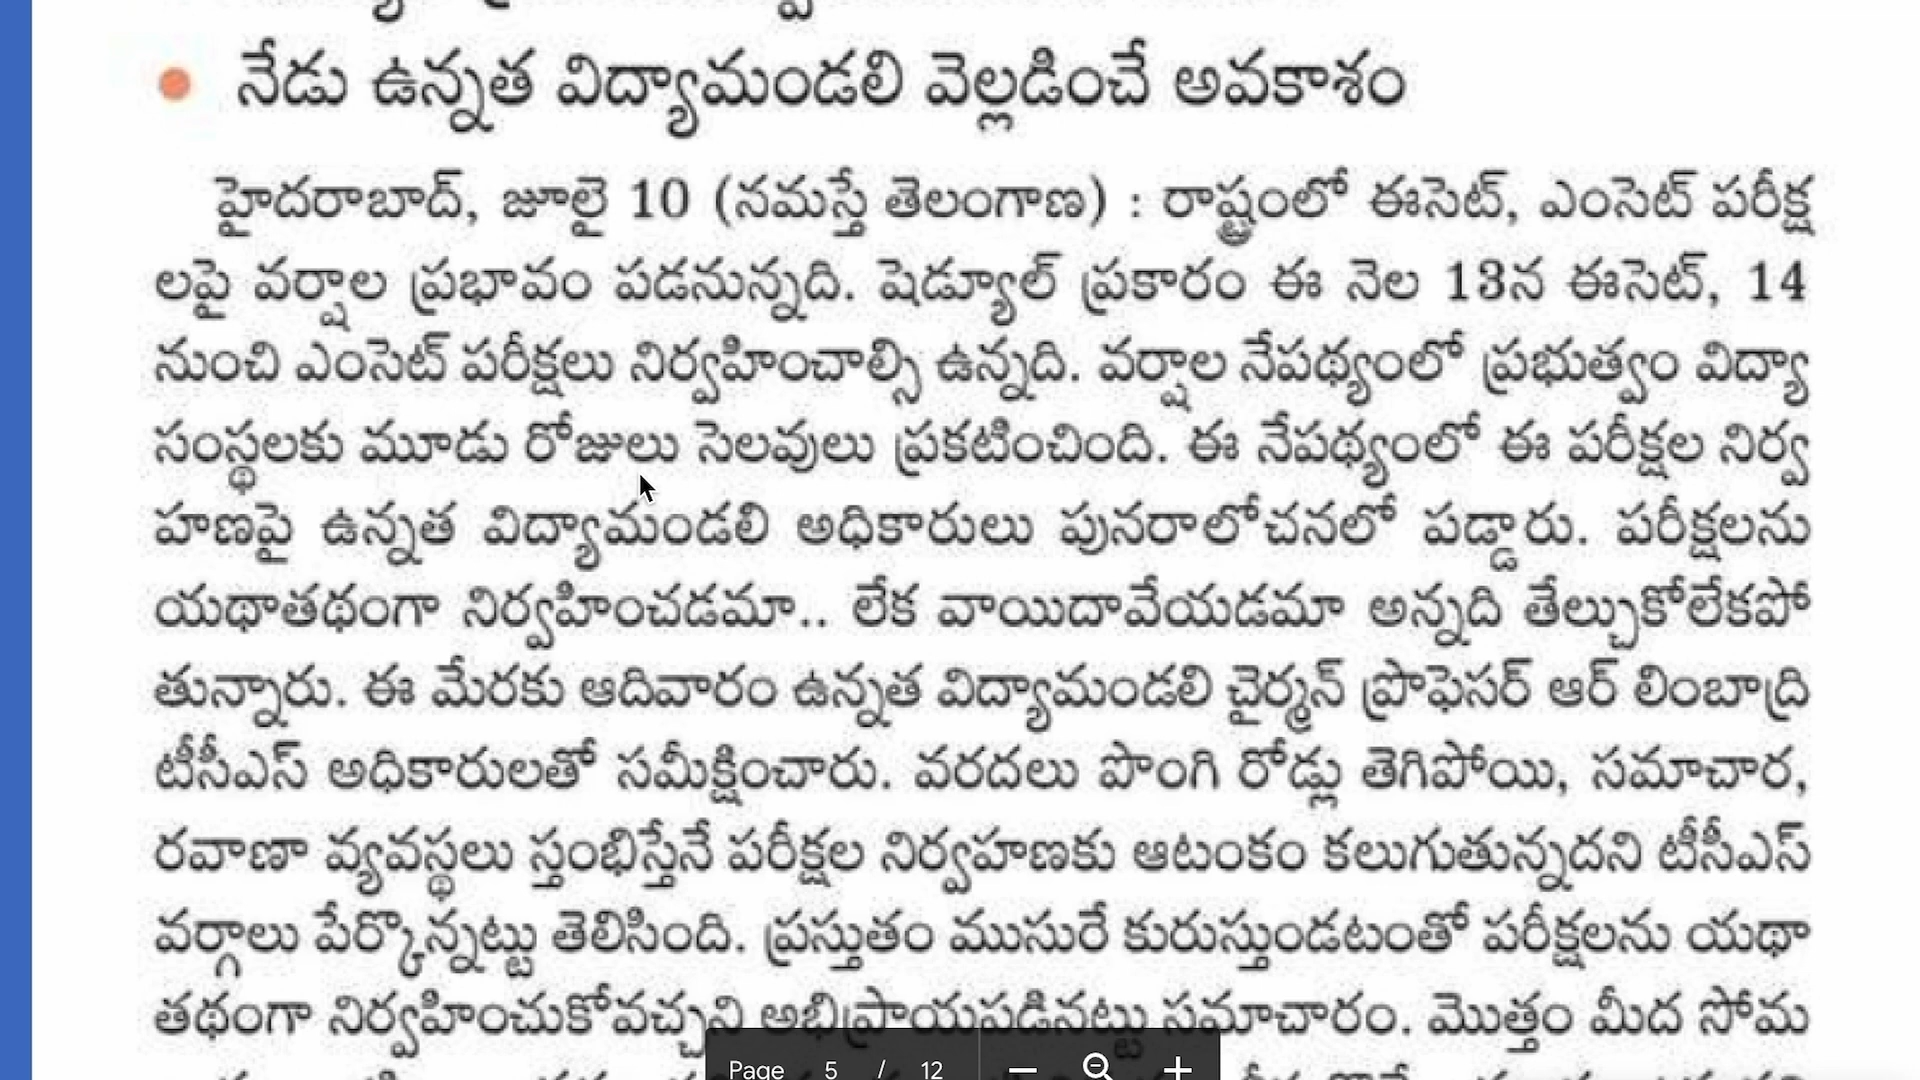 నేడు ఉన్నత విద్యామండలి వెల్లడించే అవకాశం
హైదరాబాద్, జూలై 10 (నమస్తే తెలంగాణ) : రాష్ట్రంలో ఈసెట్, ఎంసెట్ పరీక్ష
లపై వర్షాల ప్రభావం పడనున్నది. షెడ్యూల్ ప్రకారం ఈ నెల 13న ఈసెట్, 14
నుంచి ఎంసెట్ పరీక్షలు నిర్వహించాల్సి ఉన్నది. వర్షాల నేపథ్యంలో ప్రభుత్వం విద్యా
సంస్థలకు మూడు రోజులు సెలవులు ప్రకటించింది. ఈ నేపథ్యంలో ఈ పరీక్షల నిర్వ
హణపై ఉన్నత విద్యామండలి అధికారులు పునరాలోచనలో పడ్డారు. పరీక్షలను
యథాతథంగా నిర్వహించడమా.. లేక వాయిదావేయడమా అన్నది తేల్చుకోలేకపో
తున్నారు. ఈ మేరకు ఆదివారం ఉన్నత విద్యామండలి చైర్మన్ ప్రొఫెసర్ ఆర్ లింబాద్రి
టీసీఎస్ అధికారులతో సమీక్షించారు. వరదలు పొంగి రోడ్లు తెగిపోయి, సమాచార,
రవాణా వ్యవస్థలు స్తంభిస్తేనే పరీక్షల నిర్వహణకు ఆటంకం కలుగుతున్నదని టీసీఎస్
వర్గాలు పేర్కొన్నట్టు తెలిసింది. ప్రస్తుతం ముసురే కురుస్తుండటంతో పరీక్షలను యథా
తథంగా నిర్వహించుకోవచ్చని అభిప్రాయపడినట్టు సమాచారం. మొత్తం మీద సోమ
Page 5 / 12